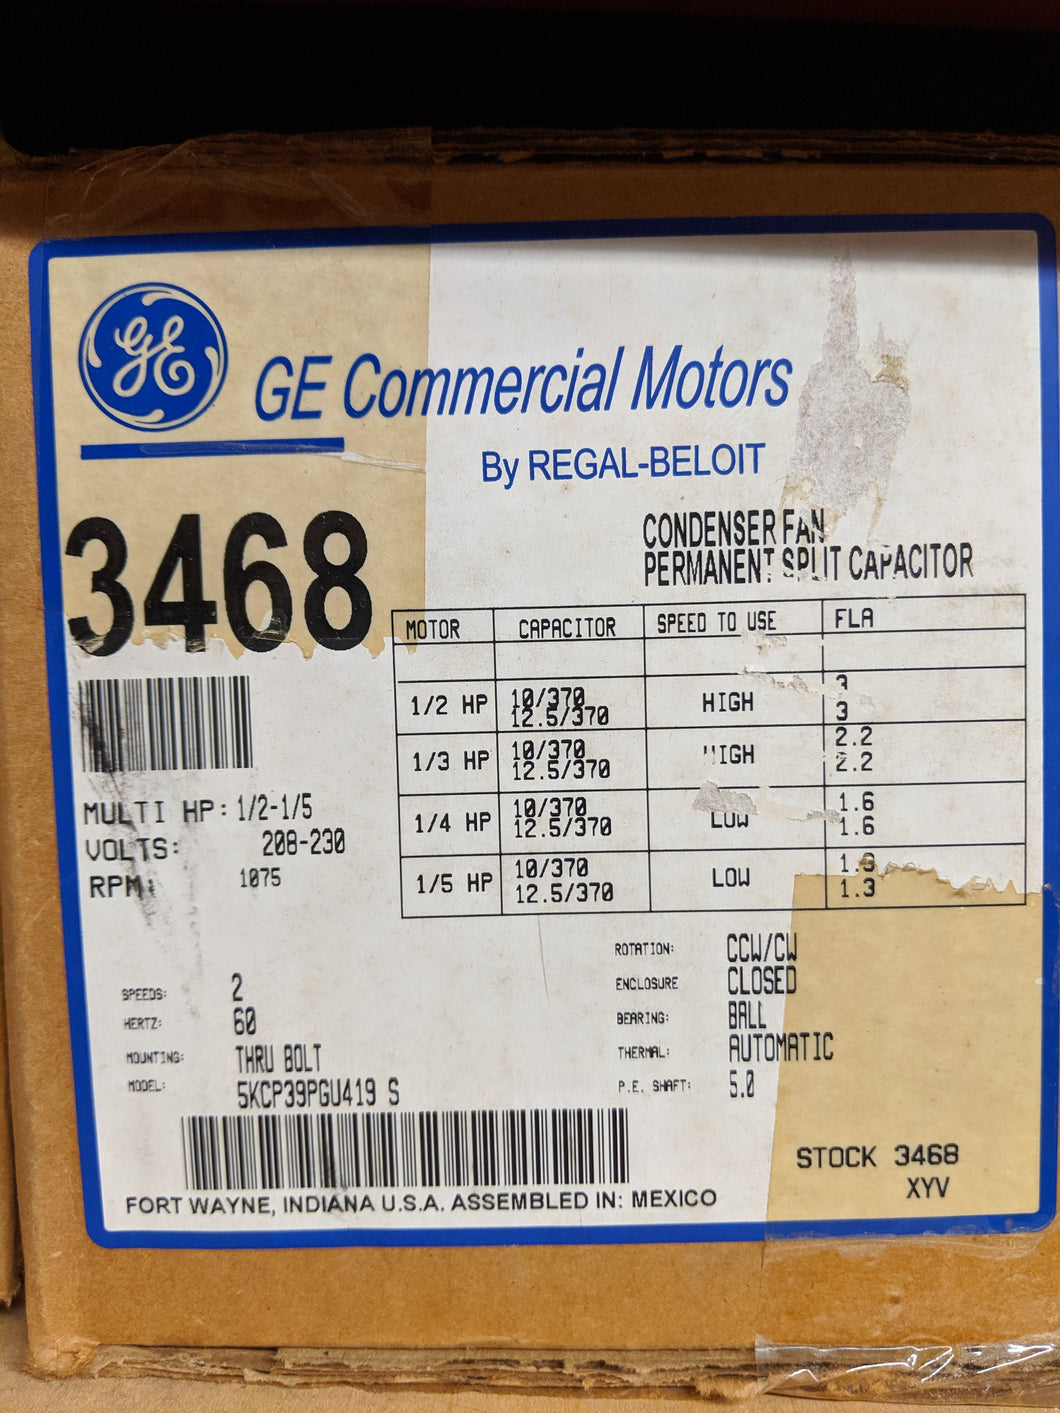 GE
GE Commercial Motors
By REGAL-BELOIT
3468
CONDENSER FAN
PERMANENT SPLIT CAPACITOR
MOTOR CAPACITOR SPEED TO USE FLA
1/2 HP 10/370 HIGH 3
12.5/370 3
1/3 HP 10/370 HIGH 2.2
12.5/370 2.2
1/4 HP 10/370 LOW 1.6
12.5/370 1.6
1/5 HP 10/370 LOW 1.3
12.5/370 1.3
MULTI HP: 1/2-1/5
VOLTS: 208-230
RPM: 1075
SPEEDS: 2
HERTZ: 60
MOUNTING: THRU BOLT
MODEL: 5KCP39PGU419 S
ROTATION: CCW/CW
ENCLOSURE CLOSED
BEARING: BALL
THERMAL: AUTOMATIC
P.E. SHAFT: 5.0
STOCK 3468
XYV
FORT WAYNE, INDIANA U.S.A. ASSEMBLED IN: MEXICO